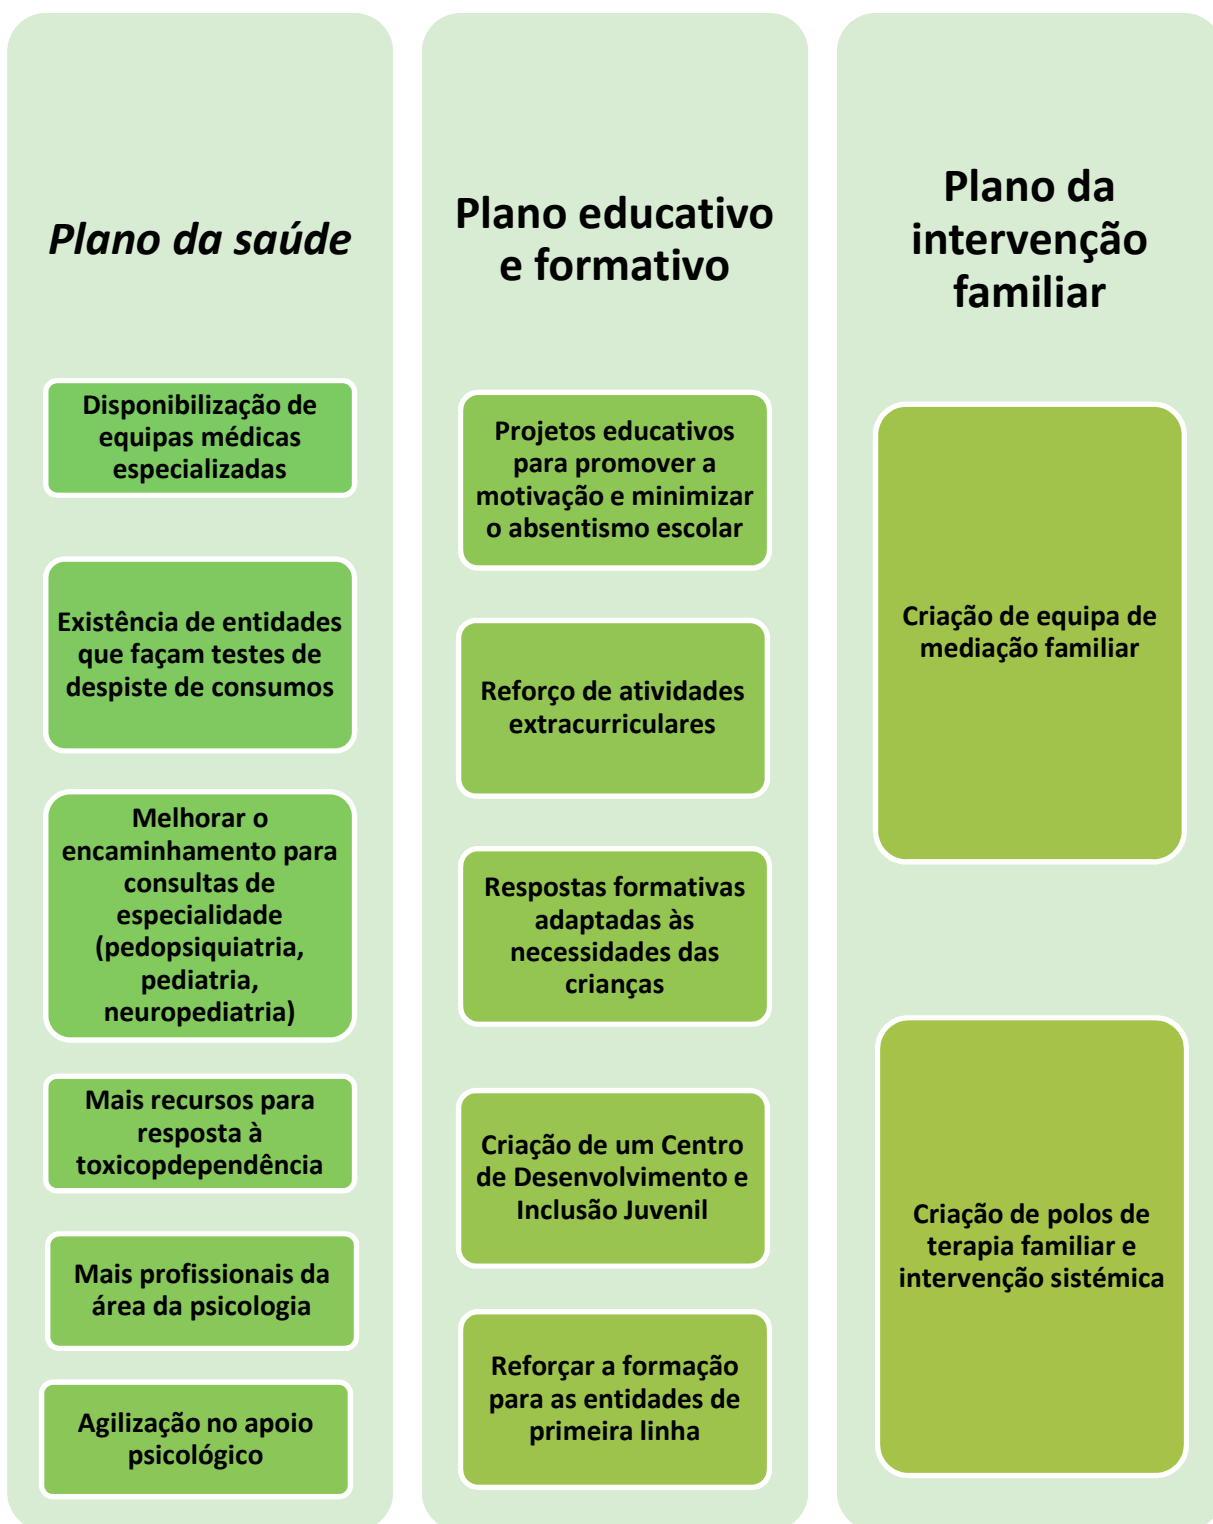 Plano da saúde
Disponibilização de
equipas médicas
especializadas
Existência de entidades
que façam testes de
despiste de consumos
Melhorar o
encaminhamento para
consultas de
especialidade
(pedopsiquiatria,
pediatria,
neuropediatria)
Mais recursos para
resposta à
toxicopdependência
Mais profissionais da
área da psicologia
Agilização no apoio
psicológico
Plano educativo
e formativo
Projetos educativos
para promover a
motivação e minimizar
o absentismo escolar
Reforço de atividades
extracurriculares
Respostas formativas
adaptadas às
necessidades das
crianças
Criação de um Centro
de Desenvolvimento e
Inclusão Juvenil
Reforçar a formação
para as entidades de
primeira linha
Plano da
intervenção
familiar
Criação de equipa de
mediação familiar
Criação de polos de
terapia familiar e
intervenção sistémica